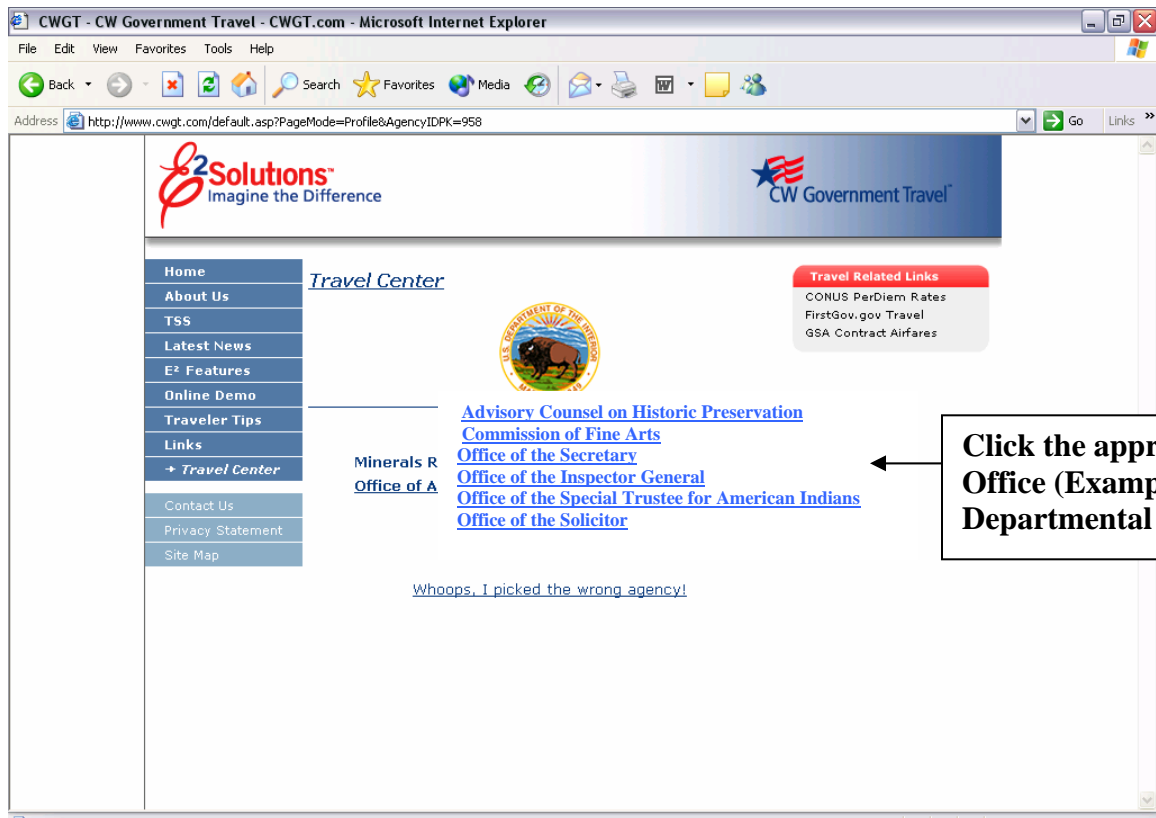 CWGT - CW Government Travel - CWGT.com - Microsoft Internet Explorer
File Edit View Favorites Tools Help
Back Search Favorites Media
Address http://www.cwgt.com/default.asp?PageMode=Profile&AgencyIDPK=958 Go Links »
E2Solutions™
Imagine the Difference
CW Government Travel
Home
About Us
TSS
Latest News
E² Features
Online Demo
Traveler Tips
Links
→ Travel Center
Contact Us
Privacy Statement
Site Map
Travel Center
U.S. DEPARTMENT OF THE INTERIOR
Travel Related Links
CONUS PerDiem Rates
FirstGov.gov Travel
GSA Contract Airfares
Advisory Counsel on Historic Preservation
Commission of Fine Arts
Minerals R
Office of the Secretary
Office of the Inspector General
Office of A
Office of the Special Trustee for American Indians
Office of the Solicitor
Click the appr
Office (Examp
Departmental
Whoops, I picked the wrong agency!